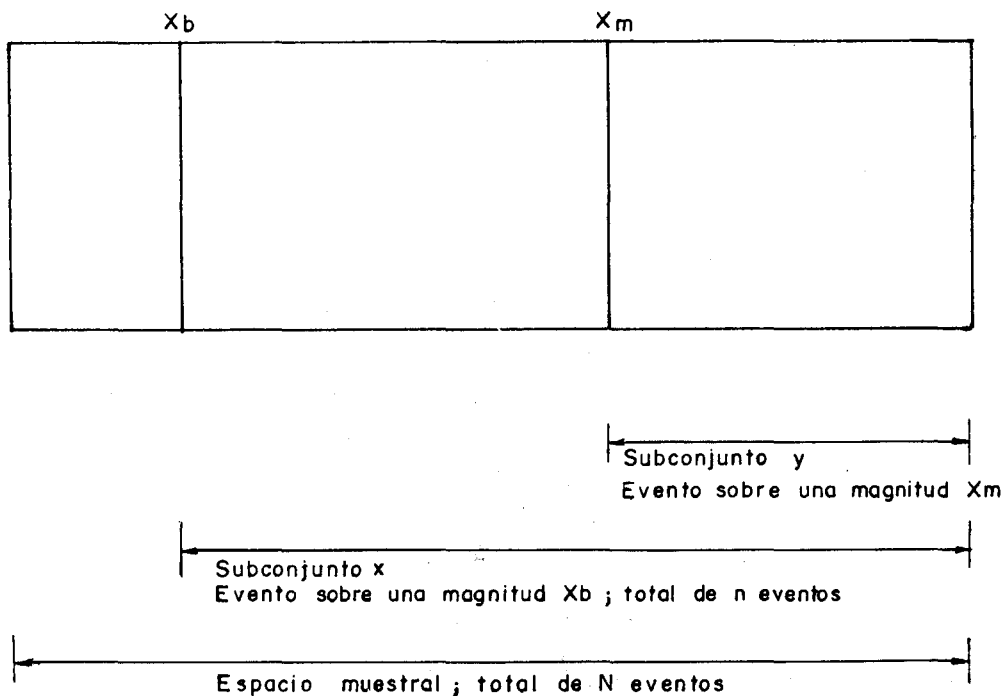 Xb
Xm
Subconjunto y
Evento sobre una magnitud Xm
Subconjunto x
Evento sobre una magnitud Xb ; total de n eventos
Espacio muestral ; total de N eventos